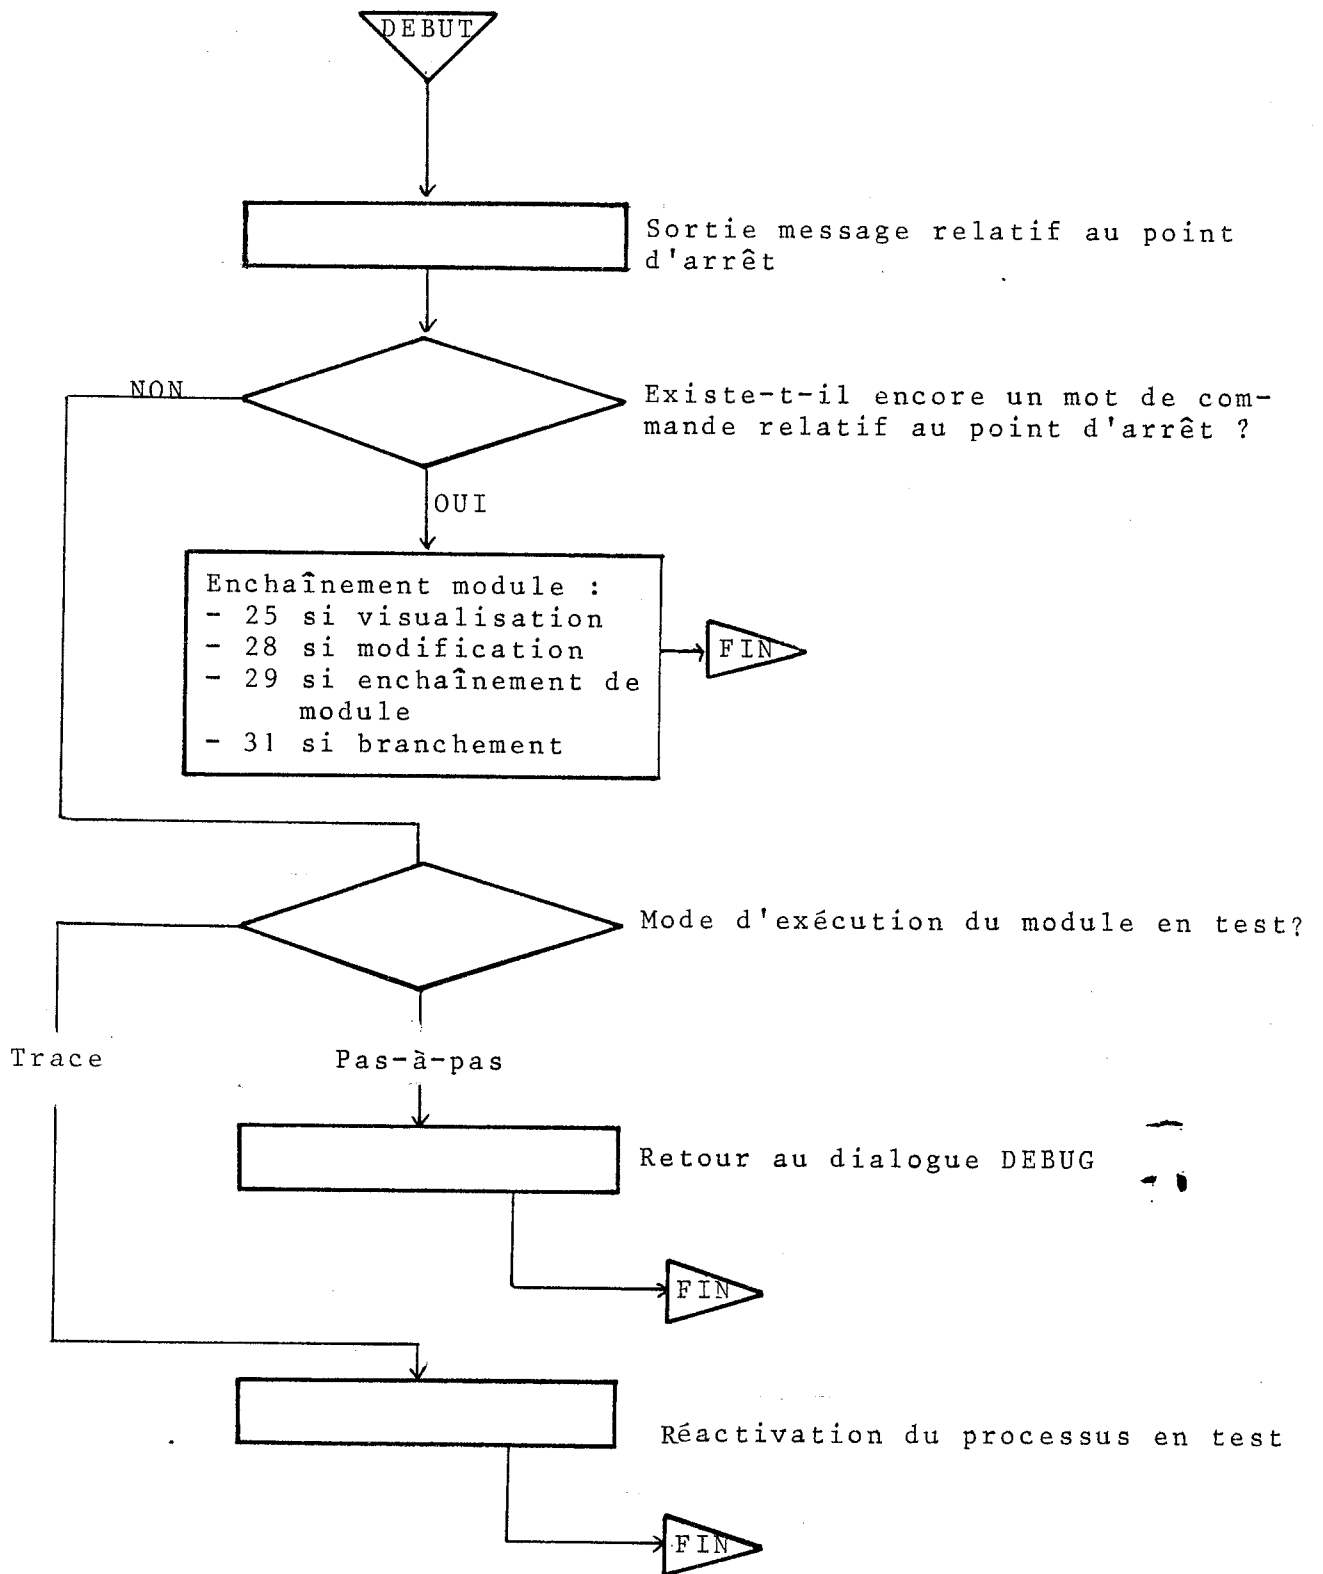 DEBUT
Sortie message relatif au point
d'arrêt
NON
Existe-t-il encore un mot de com-
mande relatif au point d'arrêt ?
OUI
Enchaînement module :
- 25 si visualisation
- 28 si modification
- 29 si enchaînement de
module
- 31 si branchement
FIN
Mode d'exécution du module en test?
Trace
Pas-à-pas
Retour au dialogue DEBUG
FIN
Réactivation du processus en test
FIN